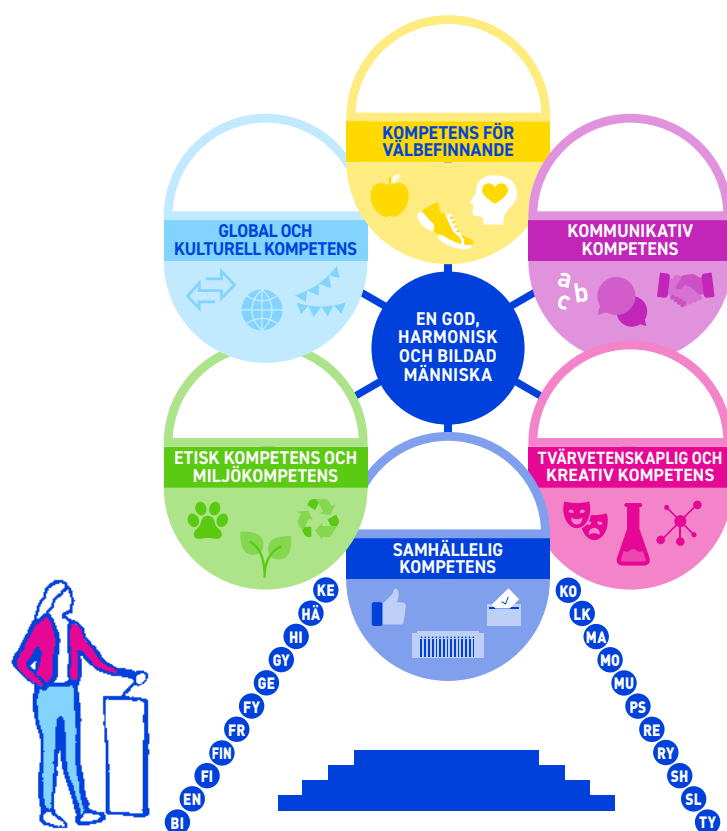 KOMPETENS FÖR
VÄLBEFINNANDE
GLOBAL OCH
KULTURELL KOMPETENS
KOMMUNIKATIV
KOMPETENS
a
b
c
EN GOD,
HARMONISK
OCH BILDAD
MÄNNISKA
ETISK KOMPETENS OCH
MILJÖKOMPETENS
TVÄRVETENSKAPLIG OCH
KREATIV KOMPETENS
SAMHÄLLELIG
KOMPETENS
KE
HÄ
HI
GY
GE
FY
FR
FIN
FI
EN
BI
KO
LK
MA
MO
MU
PS
RE
RY
SH
SL
TY